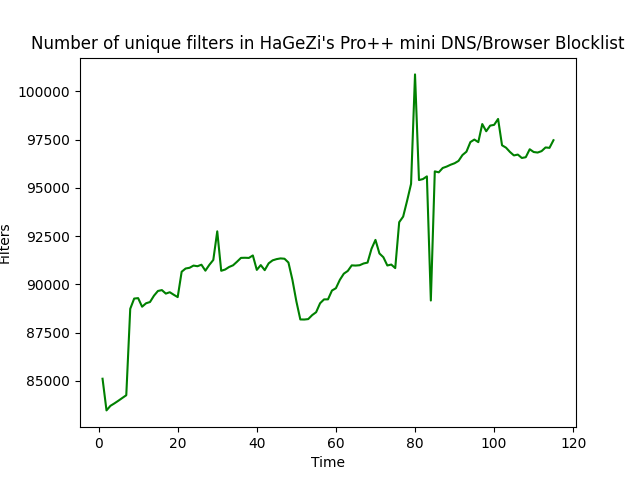 Number of unique filters in HaGeZi's Pro++ mini DNS/Browser Blocklist
100000
97500
95000
92500
90000
87500
85000
Filters
0 20 40 60 80 100 120
Time